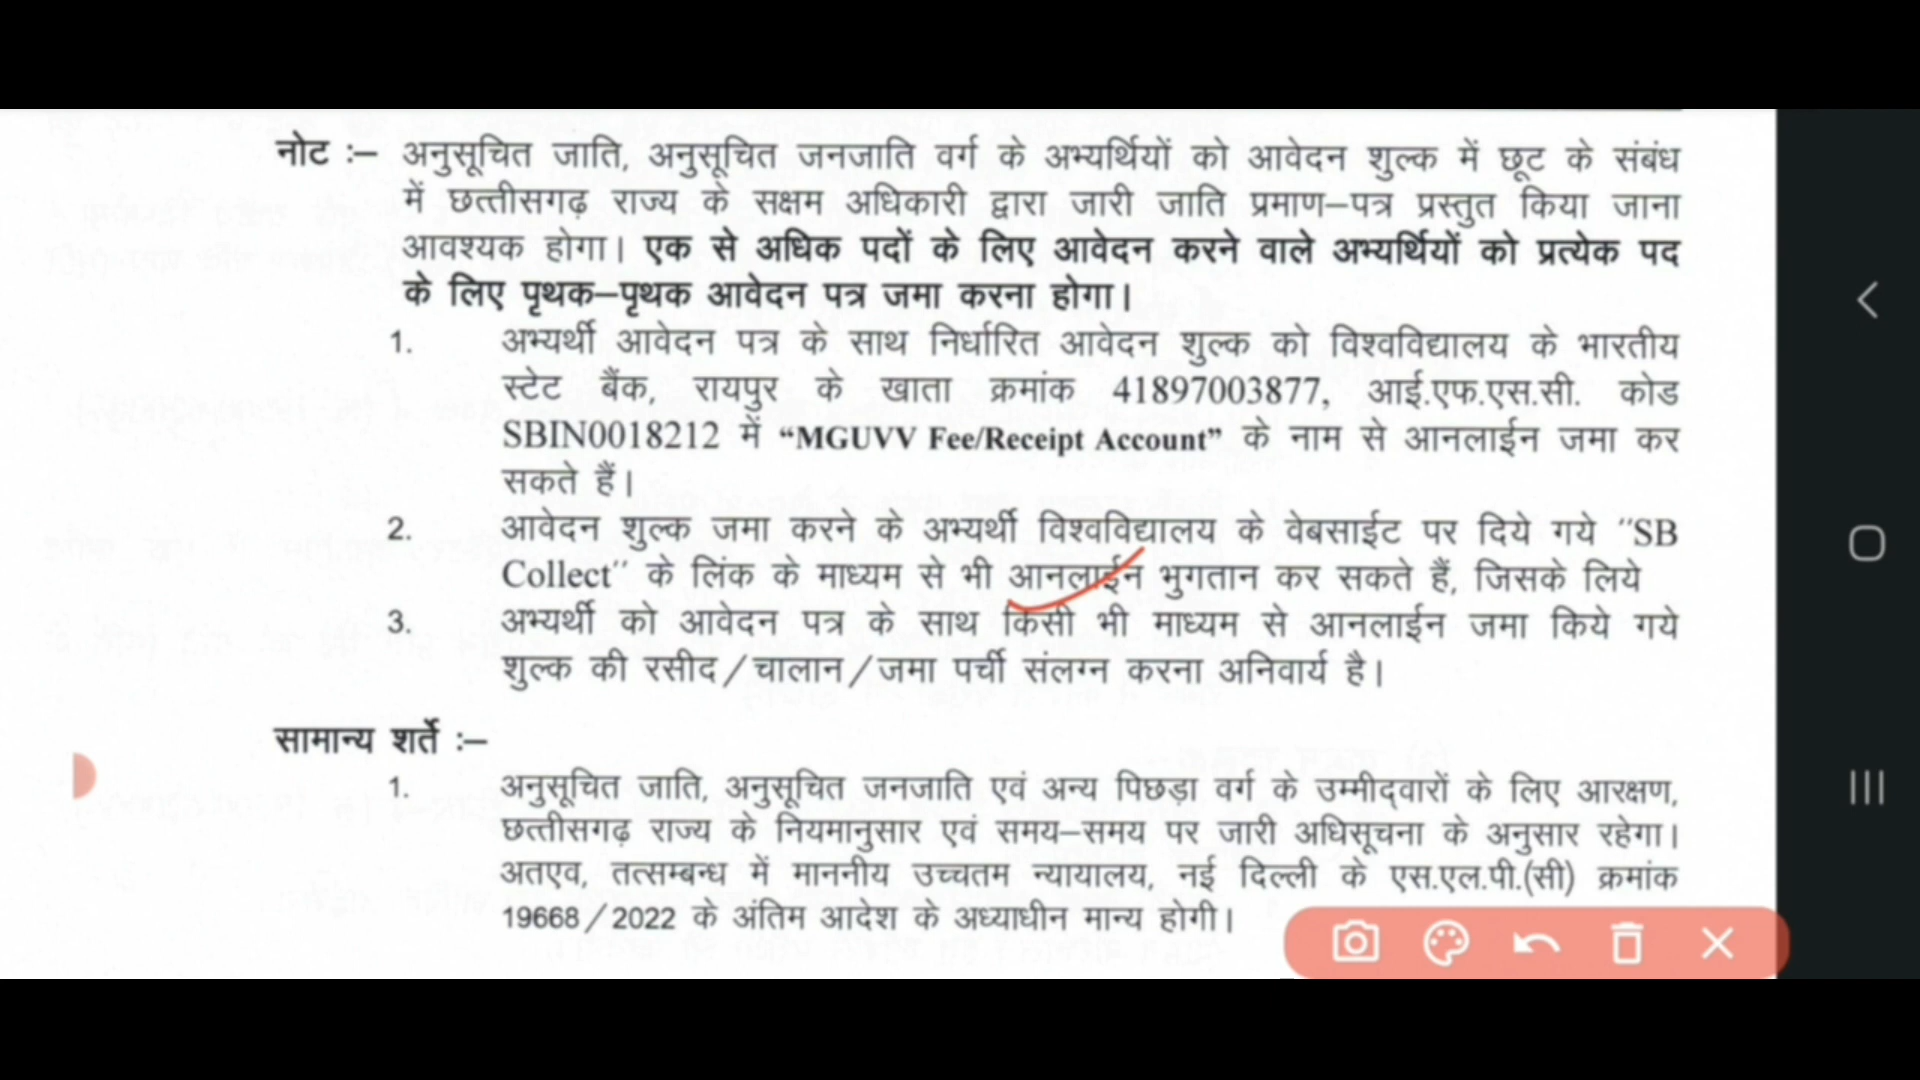 नोट :– अनुसूचित जाति, अनुसूचित जनजाति वर्ग के अभ्यर्थियों को आवेदन शुल्क में छूट के संबंध
में छत्तीसगढ़ राज्य के सक्षम अधिकारी द्वारा जारी जाति प्रमाण–पत्र प्रस्तुत किया जाना
आवश्यक होगा। एक से अधिक पदों के लिए आवेदन करने वाले अभ्यर्थियों को प्रत्येक पद
के लिए पृथक–पृथक आवेदन पत्र जमा करना होगा।
1. अभ्यर्थी आवेदन पत्र के साथ निर्धारित आवेदन शुल्क को विश्वविद्यालय के भारतीय
स्टेट बैंक, रायपुर के खाता क्रमांक 41897003877, आई.एफ.एस.सी. कोड
SBIN0018212 में “MGUVV Fee/Receipt Account” के नाम से आनलाईन जमा कर
सकते हैं।
2. आवेदन शुल्क जमा करने के अभ्यर्थी विश्वविद्यालय के वेबसाईट पर दिये गये "SB
Collect" के लिंक के माध्यम से भी आनलाईन भुगतान कर सकते हैं, जिसके लिये
3. अभ्यर्थी को आवेदन पत्र के साथ किसी भी माध्यम से आनलाईन जमा किये गये
शुल्क की रसीद/चालान/जमा पर्ची संलग्न करना अनिवार्य है।
सामान्य शर्ते :–
1. अनुसूचित जाति, अनुसूचित जनजाति एवं अन्य पिछड़ा वर्ग के उम्मीद्वारों के लिए आरक्षण,
छत्तीसगढ़ राज्य के नियमानुसार एवं समय–समय पर जारी अधिसूचना के अनुसार रहेगा।
अतएव, तत्सम्बन्ध में माननीय उच्चतम न्यायालय, नई दिल्ली के एस.एल.पी.(सी) क्रमांक
19668/2022 के अंतिम आदेश के अध्याधीन मान्य होगी।